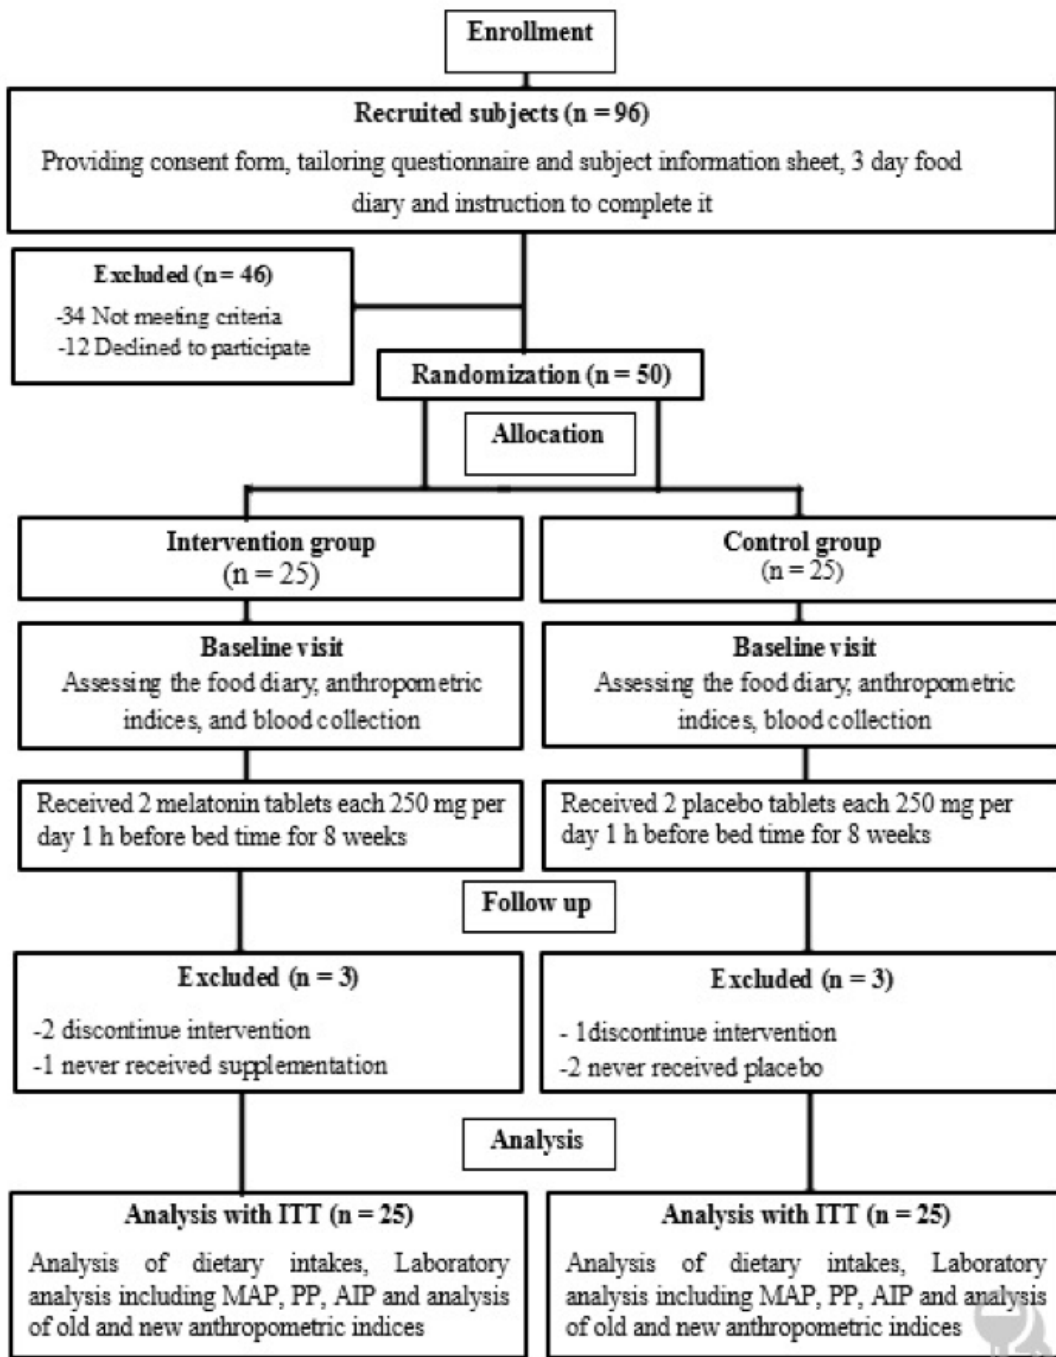 Enrollment
Recruited subjects (n = 96)
Providing consent form, tailoring questionnaire and subject information sheet, 3 day food
diary and instruction to complete it
Excluded (n = 46)
-34 Not meeting criteria
-12 Declined to participate
Randomization (n = 50)
Allocation
Intervention group
(n = 25)
Control group
(n = 25)
Baseline visit
Assessing the food diary, anthropometric
indices, and blood collection
Baseline visit
Assessing the food diary, anthropometric
indices, blood collection
Received 2 melatonin tablets each 250 mg per
day 1 h before bed time for 8 weeks
Received 2 placebo tablets each 250 mg per
day 1 h before bed time for 8 weeks
Follow up
Excluded (n = 3)
-2 discontinue intervention
-1 never received supplementation
Excluded (n = 3)
- 1discontinue intervention
-2 never received placebo
Analysis
Analysis with ITT (n = 25)
Analysis of dietary intakes, Laboratory
analysis including MAP, PP, AIP and analysis
of old and new anthropometric indices
Analysis with ITT (n = 25)
Analysis of dietary intakes, Laboratory
analysis including MAP, PP, AIP and analysis
of old and new anthropometric indices